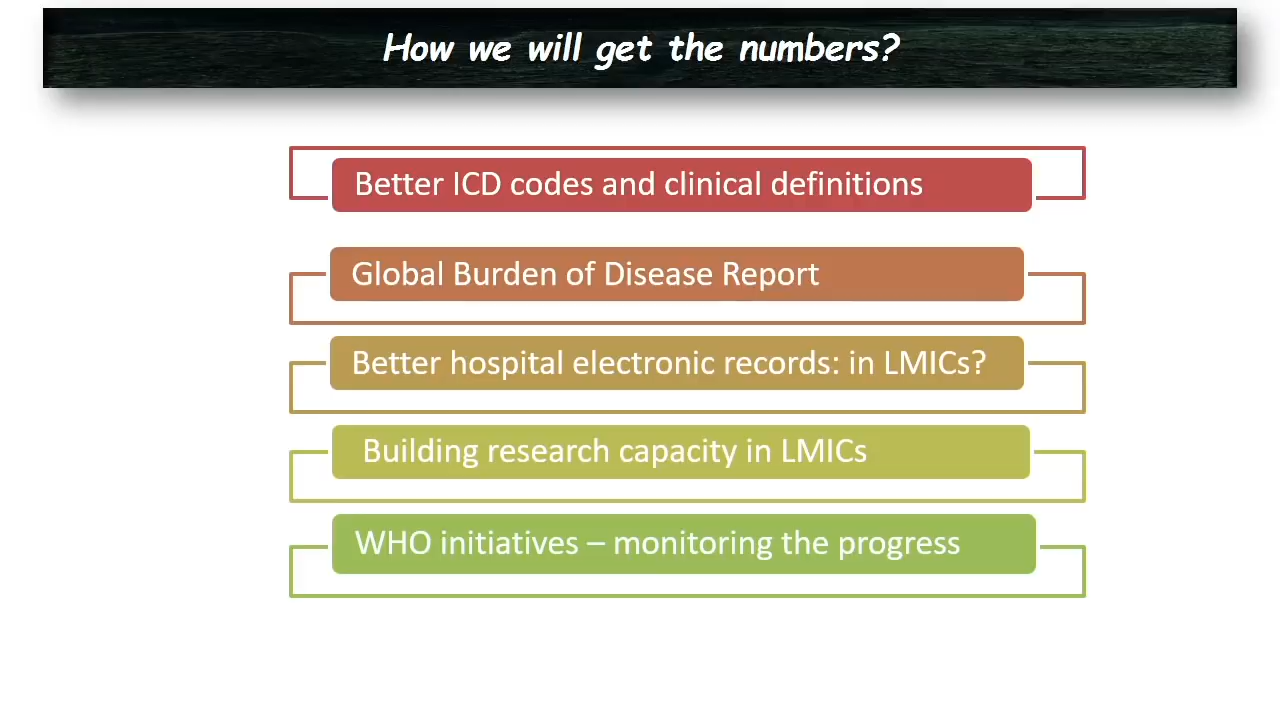 How we will get the numbers?
Better ICD codes and clinical definitions
Global Burden of Disease Report
Better hospital electronic records: in LMICs?
Building research capacity in LMICs
WHO initiatives – monitoring the progress